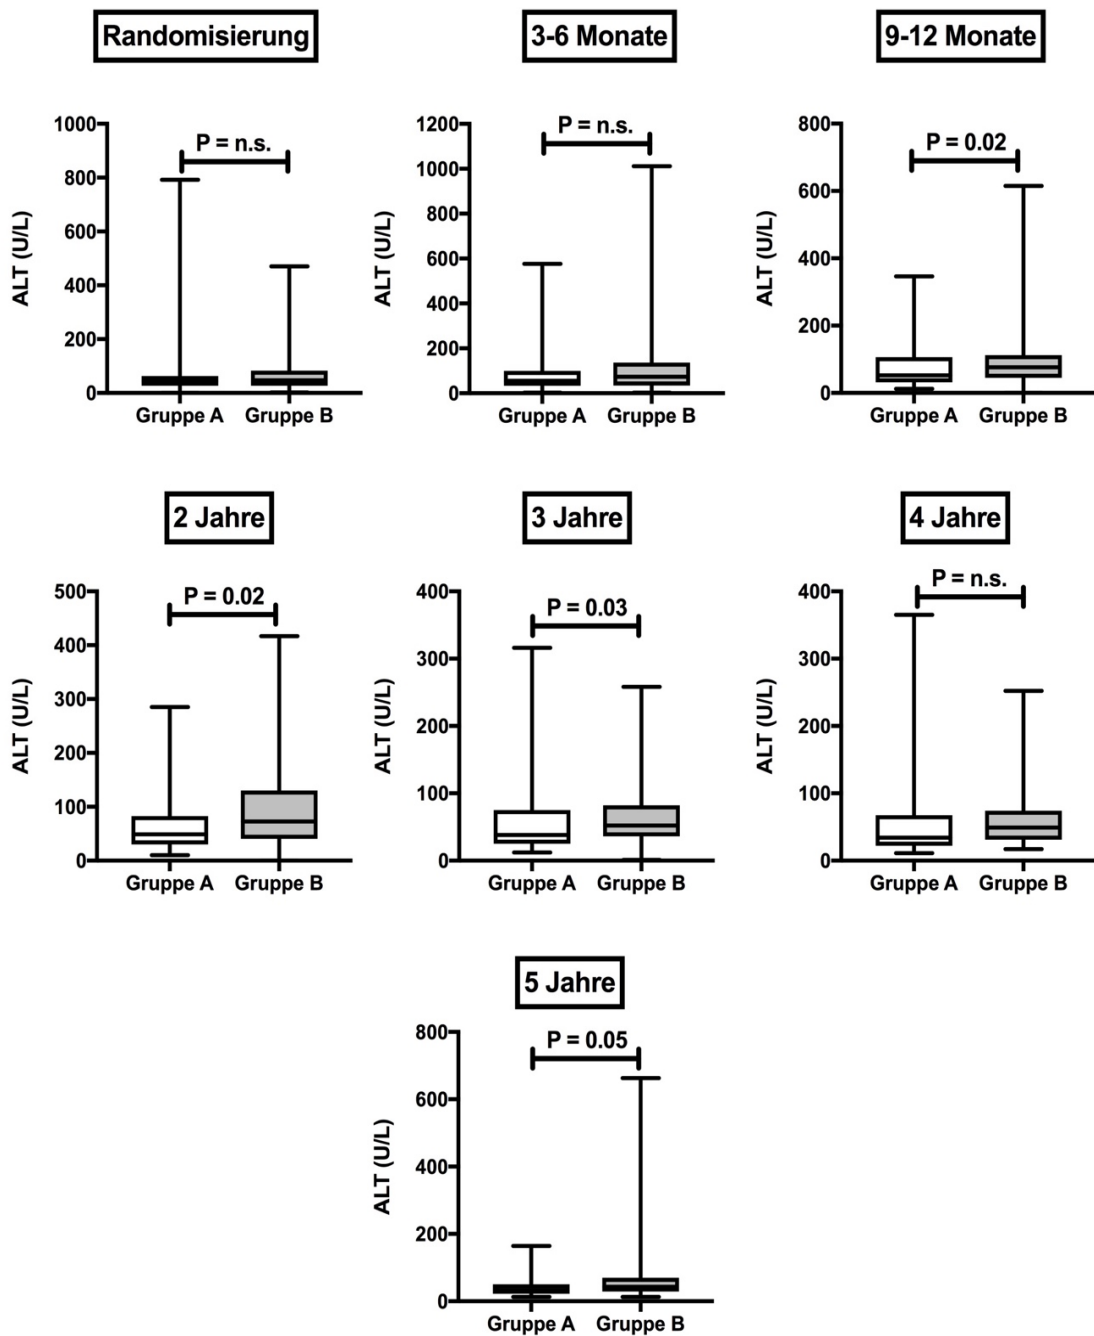 Randomisierung
3-6 Monate
9-12 Monate
1000
800
600
400
200
0
ALT (U/L)
P = n.s.
Gruppe A
Gruppe B
1200
1000
800
600
400
200
0
ALT (U/L)
P = n.s.
Gruppe A
Gruppe B
800
600
400
200
0
ALT (U/L)
P = 0.02
Gruppe A
Gruppe B
2 Jahre
3 Jahre
4 Jahre
500
400
300
200
100
0
ALT (U/L)
P = 0.02
Gruppe A
Gruppe B
400
300
200
100
0
ALT (U/L)
P = 0.03
Gruppe A
Gruppe B
400
300
200
100
0
ALT (U/L)
P = n.s.
Gruppe A
Gruppe B
5 Jahre
800
600
400
200
0
ALT (U/L)
P = 0.05
Gruppe A
Gruppe B